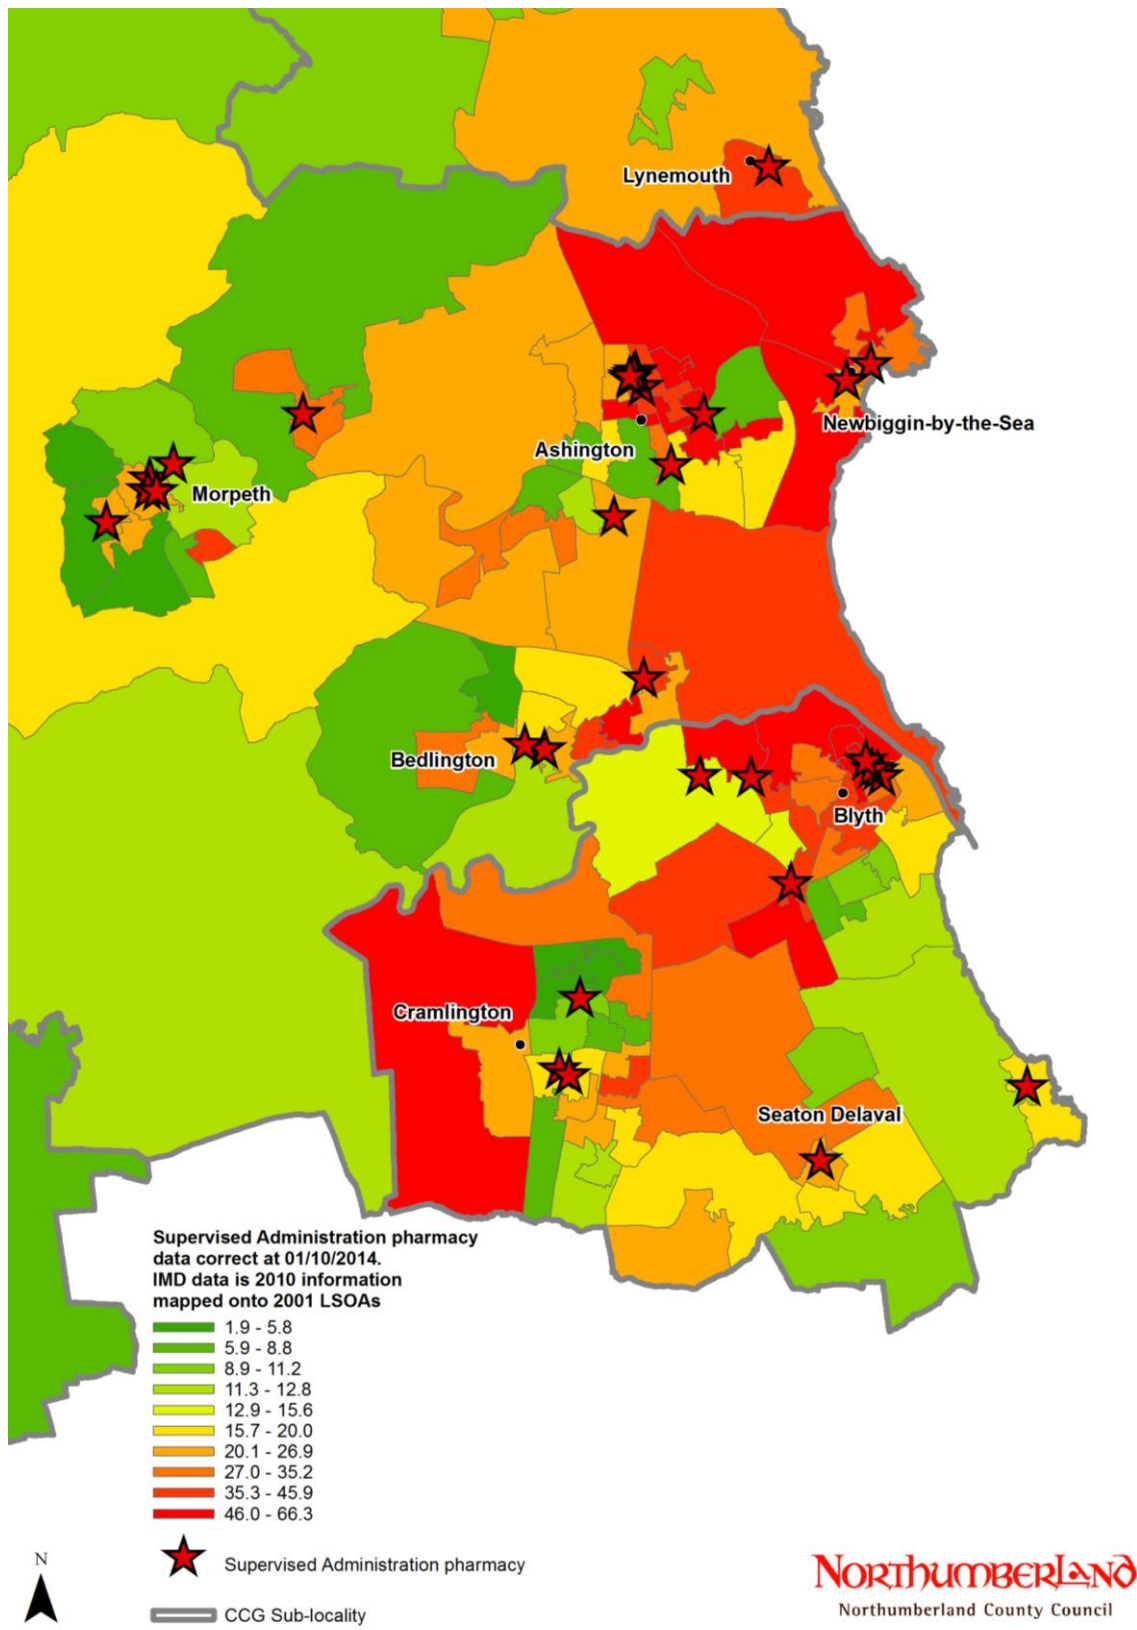 Lynemouth
Newbiggin-by-the-Sea
Ashington
Morpeth
Bedlington
Blyth
Cramlington
Seaton Delaval
Supervised Administration pharmacy
data correct at 01/10/2014.
IMD data is 2010 information
mapped onto 2001 LSOAs
1.9 - 5.8
5.9 - 8.8
8.9 - 11.2
11.3 - 12.8
12.9 - 15.6
15.7 - 20.0
20.1 - 26.9
27.0 - 35.2
35.3 - 45.9
46.0 - 66.3
N
Supervised Administration pharmacy
CCG Sub-locality
NORTHUMBERLAND
Northumberland County Council